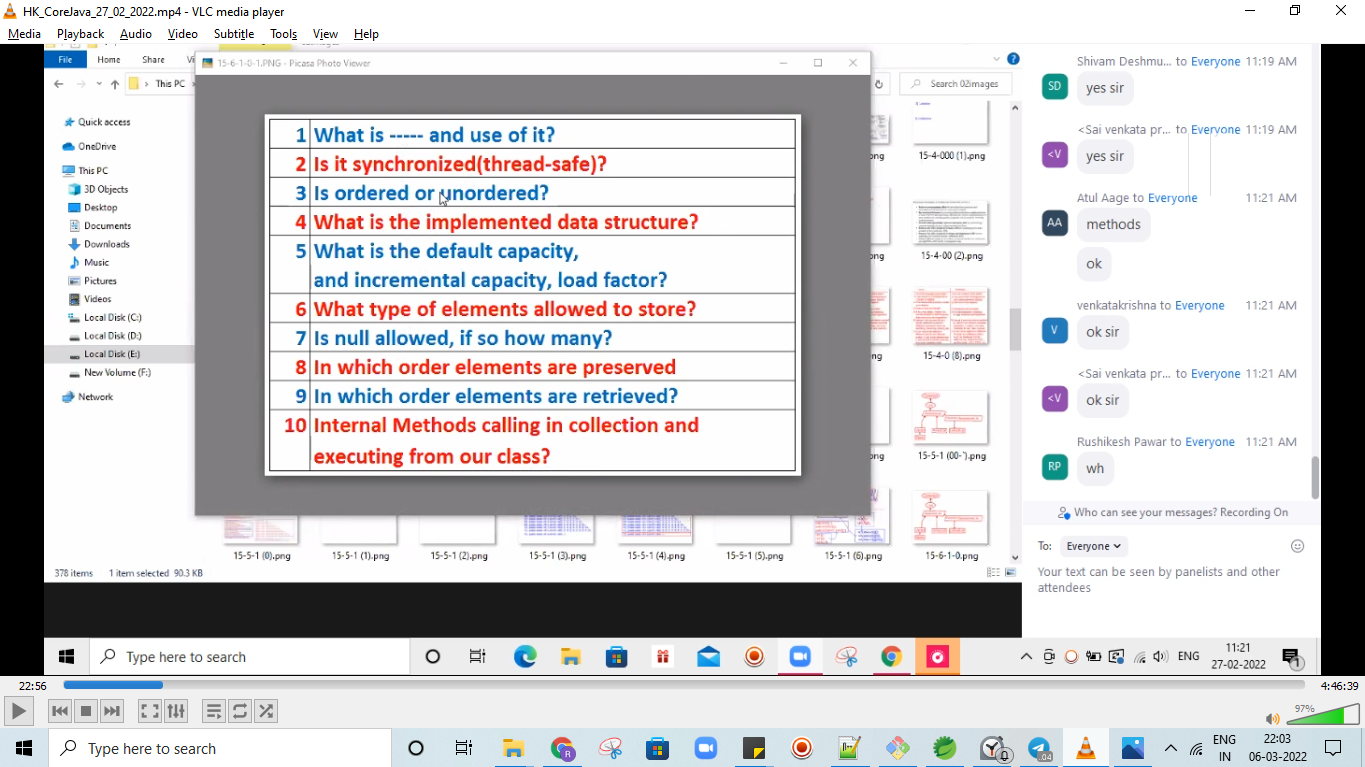 HK_CoreJava_27_02_2022.mp4 - VLC media player
Media Playback Audio Video Subtitle Tools View Help
File Home Share
15-6-1-0-1.PNG - Picasa Photo Viewer
This PC
Search 02images
Quick access
OneDrive
This PC
3D Objects
Desktop
Documents
Downloads
Music
Pictures
Videos
Local Disk (C:)
Local Disk (D:)
Local Disk (E:)
New Volume (F:)
Network
1 What is ----- and use of it?
2 Is it synchronized(thread-safe)?
3 Is ordered or unordered?
4 What is the implemented data structure?
5 What is the default capacity,
and incremental capacity, load factor?
6 What type of elements allowed to store?
7 Is null allowed, if so how many?
8 In which order elements are preserved
9 In which order elements are retrieved?
10 Internal Methods calling in collection and
executing from our class?
ong 15-4-000 (1).png
ong 15-4-00 (2).png
ng 15-4-0 (8).png
ong 15-5-1 (00-').png
15-5-1 (0).png 15-5-1 (1).png 15-5-1 (2).png 15-5-1 (3).png 15-5-1 (4).png 15-5-1 (5).png 15-5-1 (6).png 15-6-1-0.png
378 items 1 item selected 90.3 KB
Shivam Deshmu... to Everyone 11:19 AM
SD yes sir
<Sai venkata pr... to Everyone 11:19 AM
<V yes sir
Atul Aage to Everyone 11:21 AM
AA methods
ok
venkatakrishna to Everyone 11:21 AM
V ok sir
<Sai venkata pr... to Everyone 11:21 AM
<V ok sir
Rushikesh Pawar to Everyone 11:21 AM
RP wh
Who can see your messages? Recording On
To: Everyone
Your text can be seen by panelists and other
attendees
Type here to search
ENG
11:21
27-02-2022
1
22:56
4:46:39
97%
Type here to search
R
.04
ENG
IN
22:03
06-03-2022